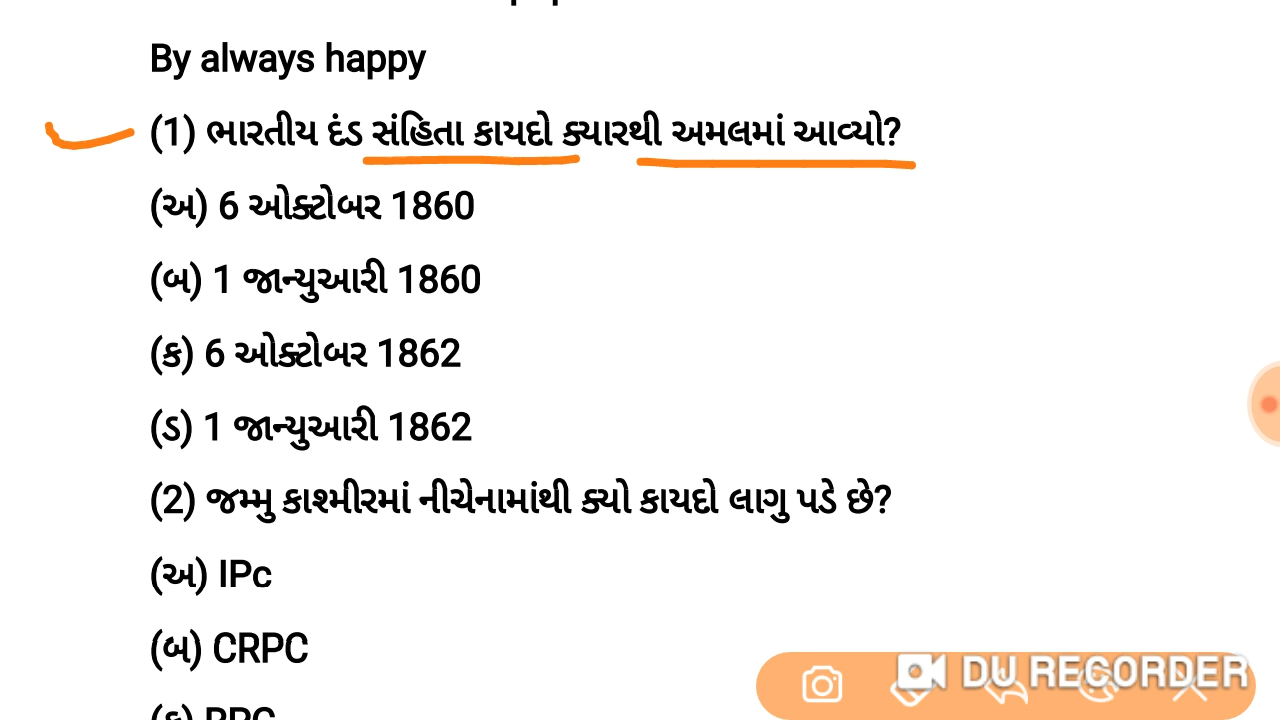 By always happy
(1) ભારતીય દંડ સંહિતા કાયદો ક્યારથી અમલમાં આવ્યો?
(અ) 6 ઓક્ટોબર 1860
(બ) 1 જાન્યુઆરી 1860
(ક) 6 ઓક્ટોબર 1862
(ડ) 1 જાન્યુઆરી 1862
(2) જમ્મુ કાશ્મીરમાં નીચેનામાંથી ક્યો કાયદો લાગુ પડે છે?
(અ) IPc
(બ) CRPC
DU RECORDER